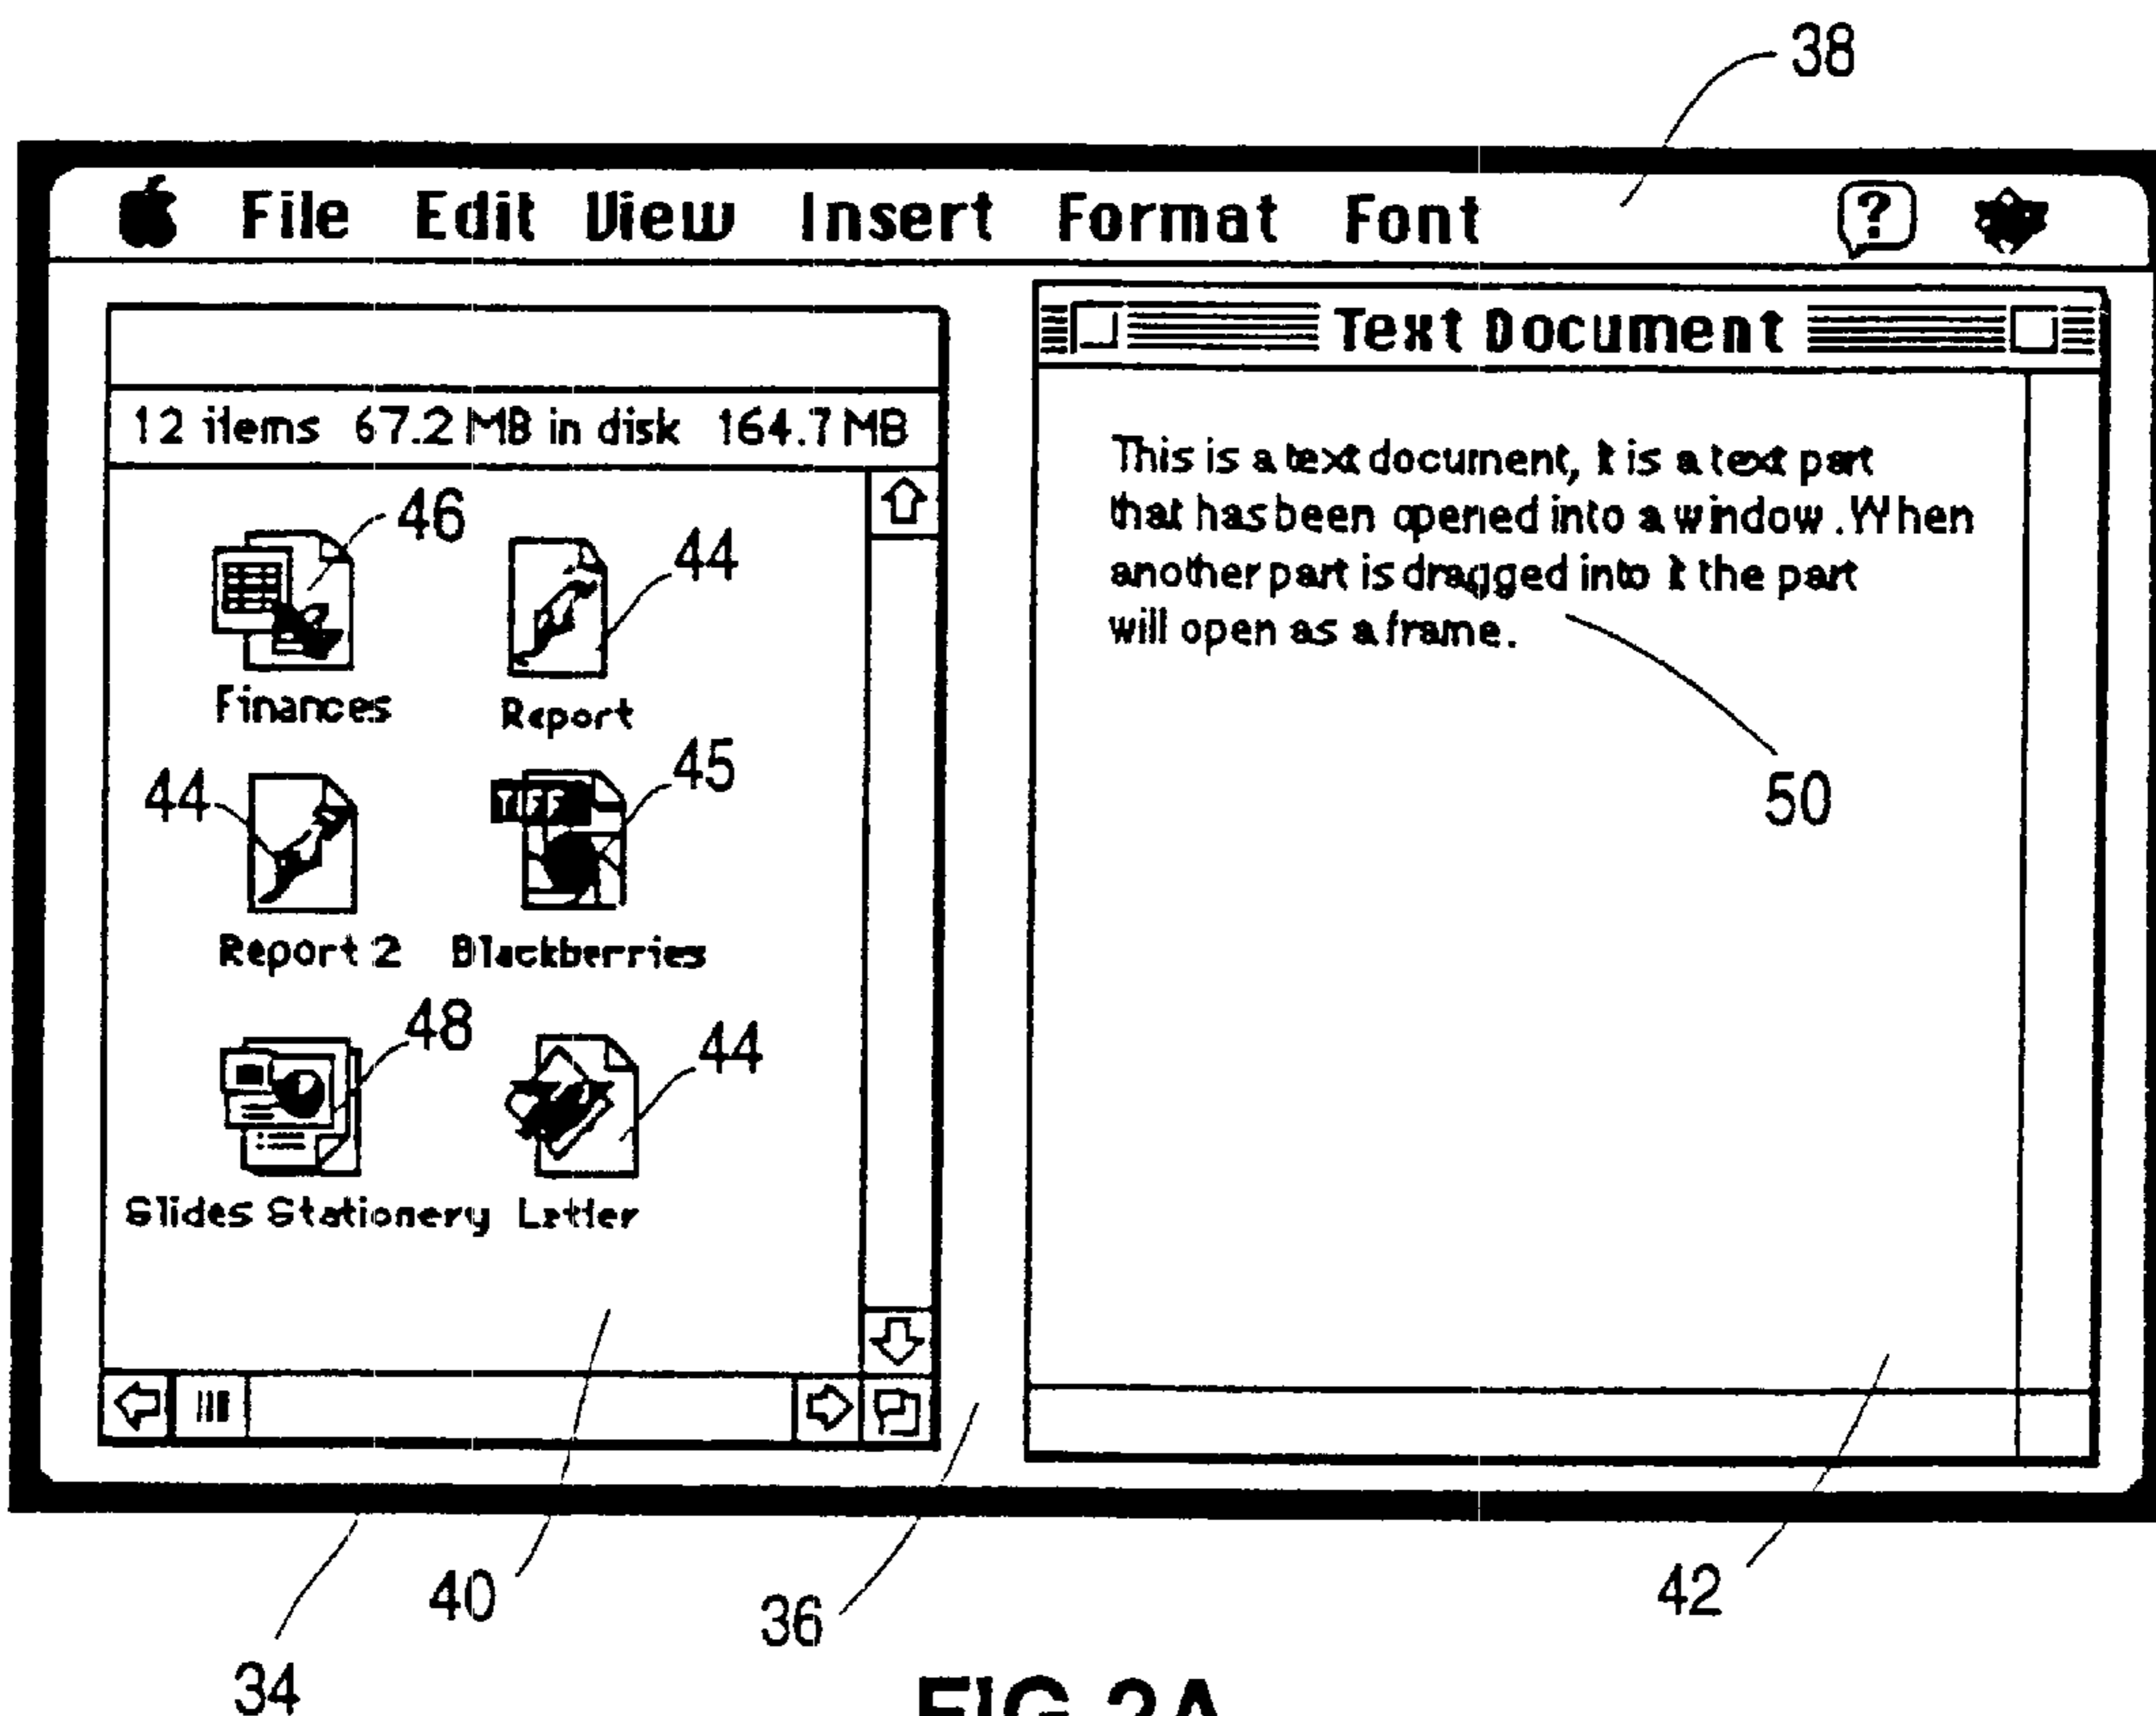 38
File Edit View Insert Format Font ?
Text Document
12 items 67.2 MB in disk 164.7 MB
This is a text document, it is a text part
that has been opened into a window. When
another part is dragged into it the part
will open as a frame.
50
46 44
Finances Report
44 TIFF 45
Report 2 Blackberries
48 44
Slides Stationery Letter
40 36 42
34
FIG. 2A